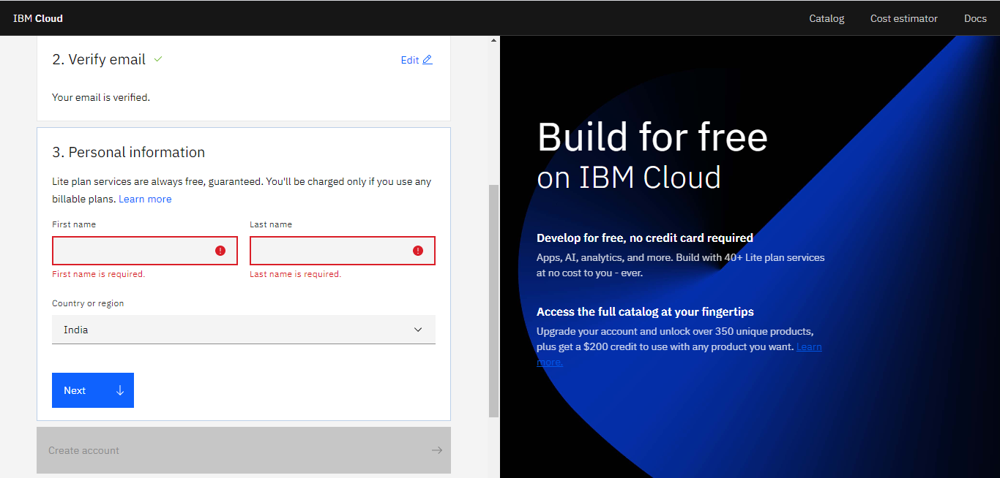 IBM Cloud
Catalog
Cost estimator
Docs
2. Verify email
Edit
Your email is verified.
3. Personal information
Lite plan services are always free, guaranteed. You'll be charged only if you use any
billable plans. Learn more
First name
Last name
First name is required.
Last name is required.
Country or region
India
Next
Create account
Build for free
on IBM Cloud
Develop for free, no credit card required
Apps, AI, analytics, and more. Build with 40+ Lite plan services
at no cost to you - ever.
Access the full catalog at your fingertips
Upgrade your account and unlock over 350 unique products,
plus get a $200 credit to use with any product you want. Learn
more.